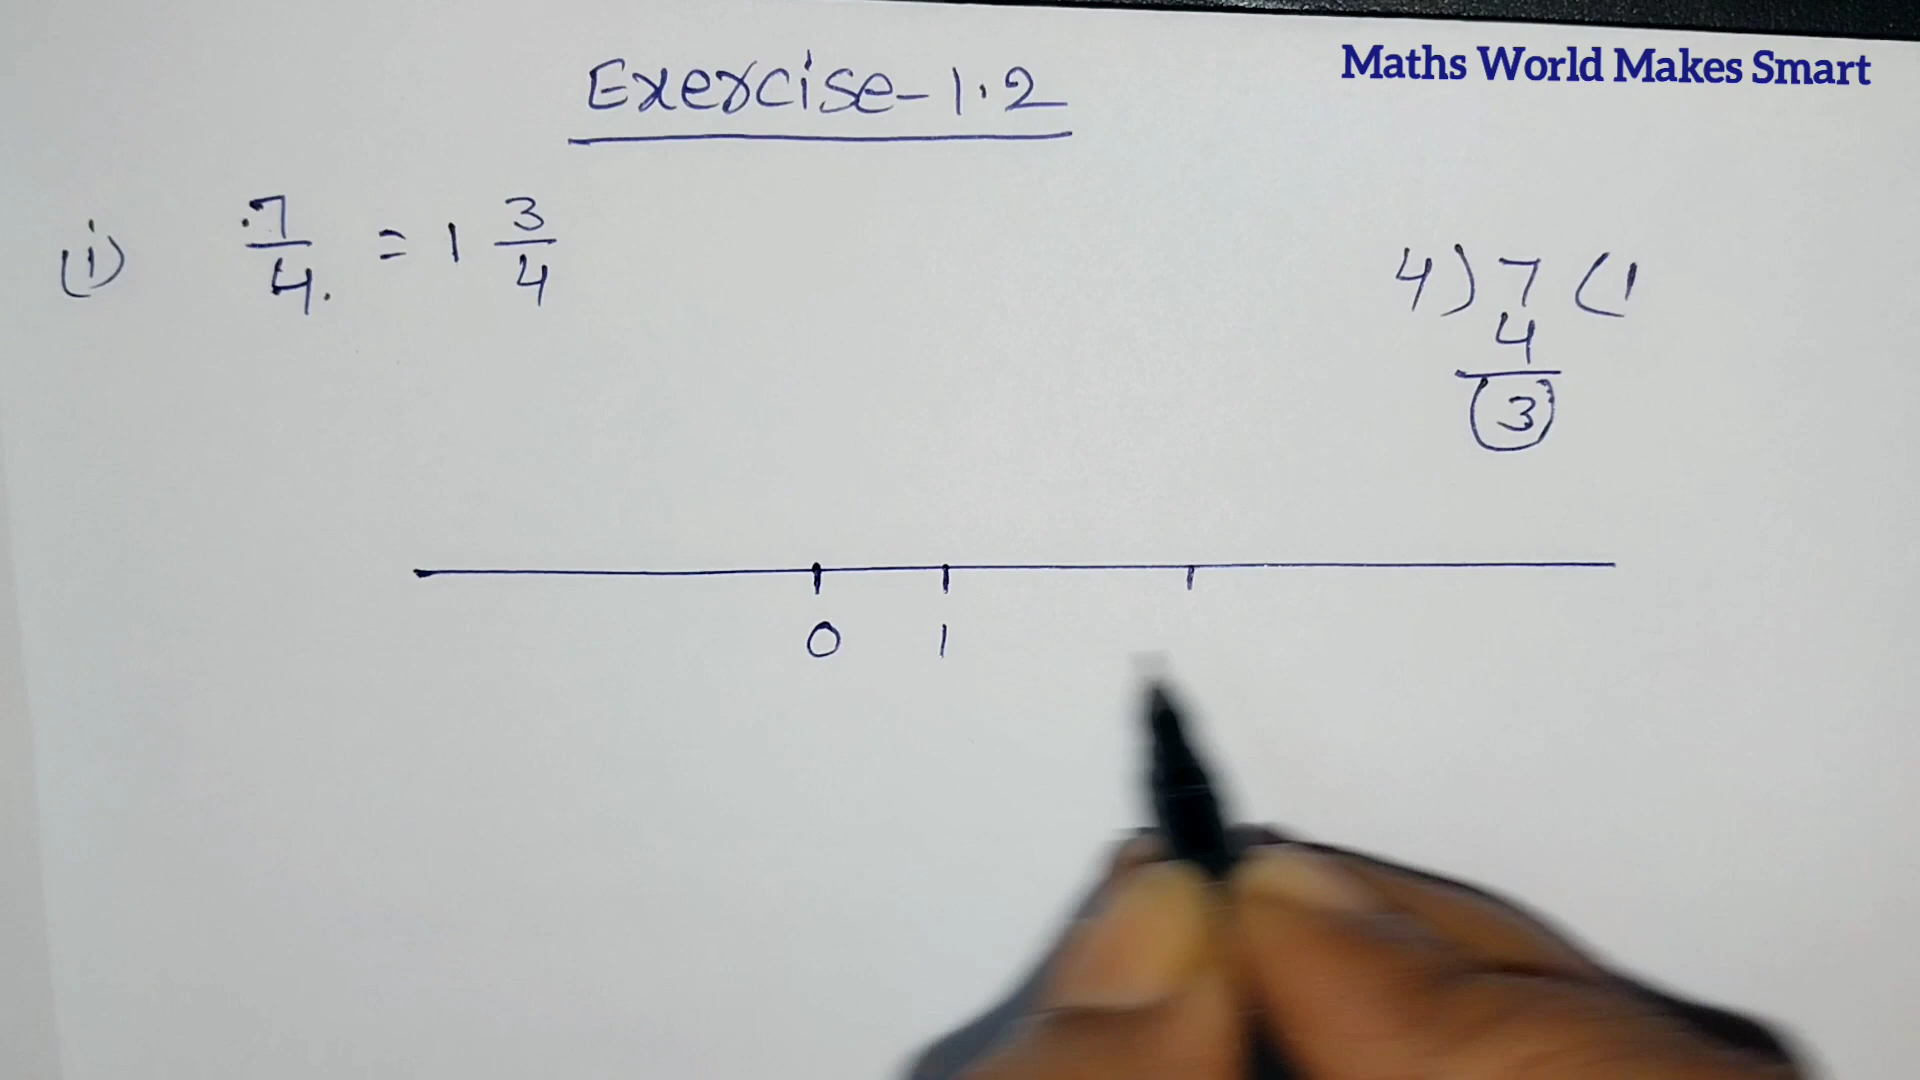 Maths World Makes Smart
Exercise-1.2
(i) 7/4 = 1 3/4
4) 7 (1
4
3
0 1